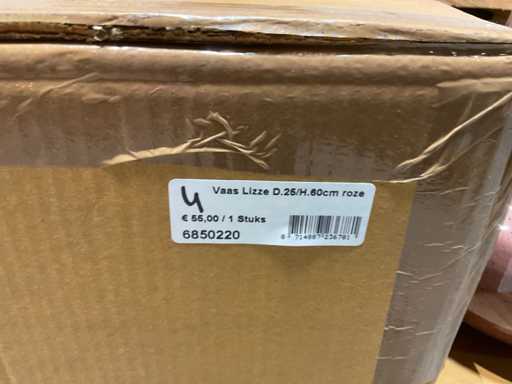 4
Vaas Lizze D.25/H.60cm roze
€ 55,00 / 1 Stuks
6850220